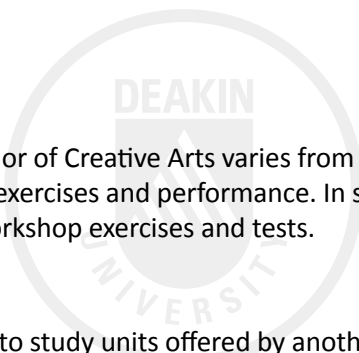 DEAKIN
or of Creative Arts varies from
exercises and performance. In s
orkshop exercises and tests.
UNIVERSITY
to study units offered by anoth